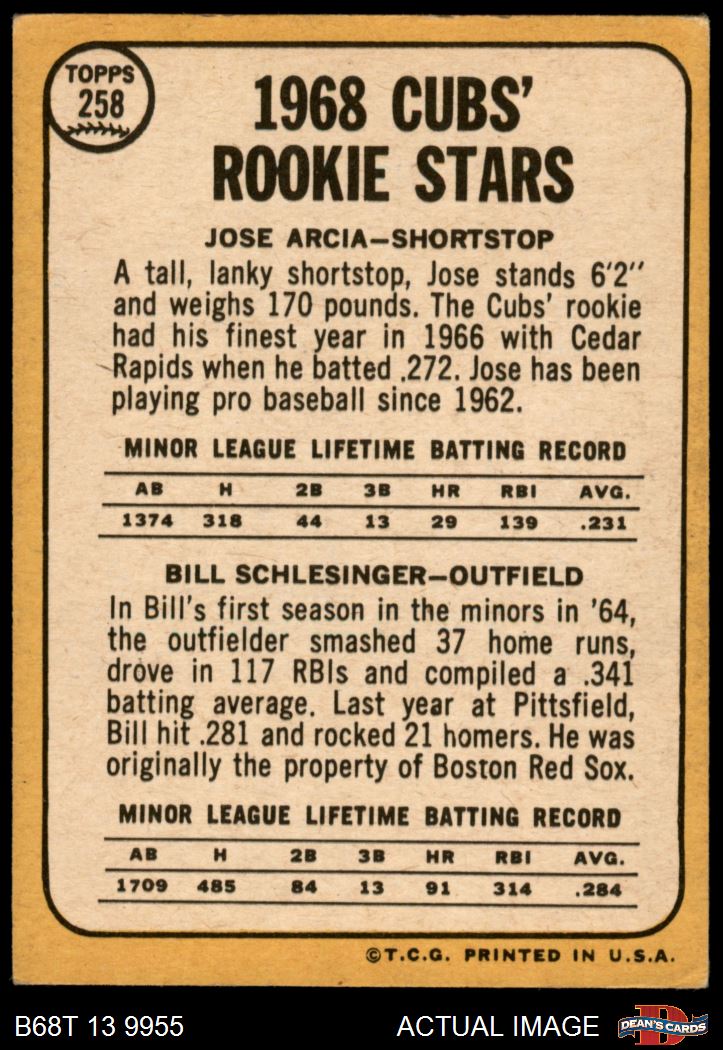 TOPPS
258
1968 CUBS'
ROOKIE STARS
JOSE ARCIA—SHORTSTOP
A tall, lanky shortstop, Jose stands 6'2''
and weighs 170 pounds. The Cubs' rookie
had his finest year in 1966 with Cedar
Rapids when he batted .272. Jose has been
playing pro baseball since 1962.
MINOR LEAGUE LIFETIME BATTING RECORD
AB H 2B 3B HR RBI AVG.
1374 318 44 13 29 139 .231
BILL SCHLESINGER—OUTFIELD
In Bill's first season in the minors in '64,
the outfielder smashed 37 home runs,
drove in 117 RBIs and compiled a .341
batting average. Last year at Pittsfield,
Bill hit .281 and rocked 21 homers. He was
originally the property of Boston Red Sox.
MINOR LEAGUE LIFETIME BATTING RECORD
AB H 2B 3B HR RBI AVG.
1709 485 84 13 91 314 .284
©T.C.G. PRINTED IN U.S.A.
B68T 13 9955 ACTUAL IMAGE
D
DEAN'S CARDS